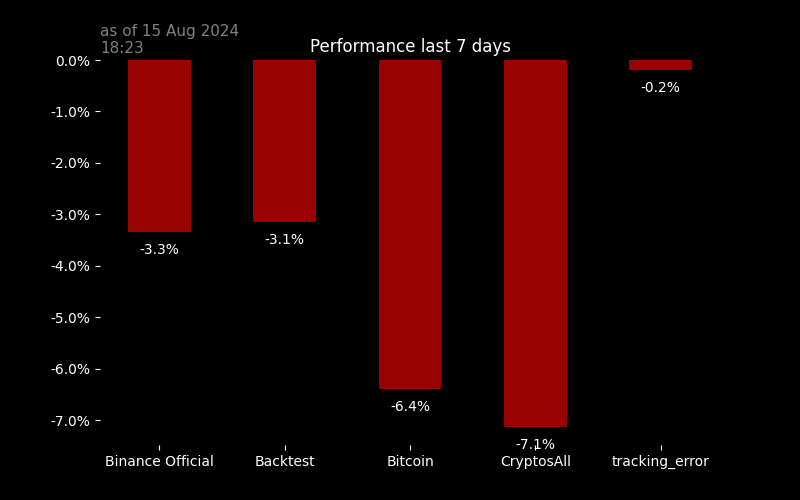 as of 15 Aug 2024
18:23
Performance last 7 days
0.0%
-1.0%
-2.0%
-3.0%
-4.0%
-5.0%
-6.0%
-7.0%
-3.3%
-3.1%
-6.4%
-7.1%
-0.2%
Binance Official
Backtest
Bitcoin
CryptosAll
tracking_error